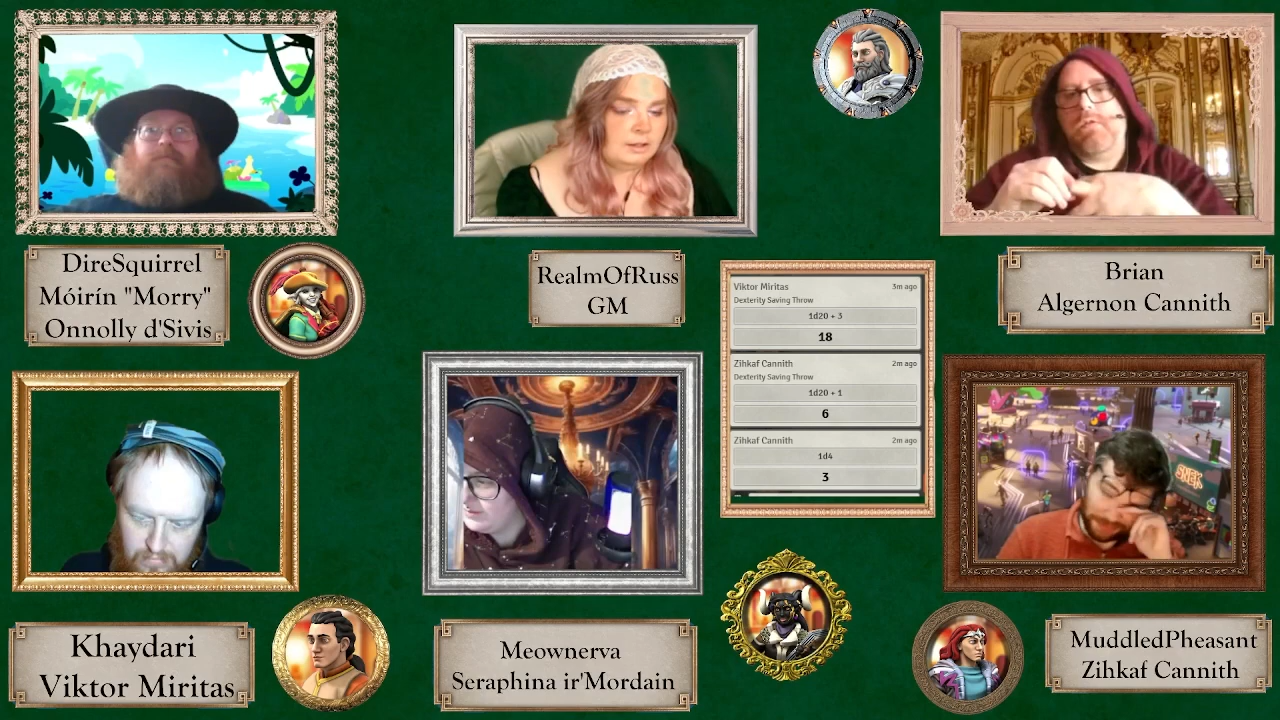 DireSquirrel
Móirín "Morry"
Onnolly d'Sivis
RealmOfRuss
GM
Brian
Algernon Cannith
Viktor Miritas 3m ago
Dexterity Saving Throw
1d20 + 3
18
Zihkaf Cannith 2m ago
Dexterity Saving Throw
1d20 + 1
6
Zihkaf Cannith 2m ago
1d4
3
Khaydari
Viktor Miritas
Meownerva
Seraphina ir'Mordain
MuddledPheasant
Zihkaf Cannith